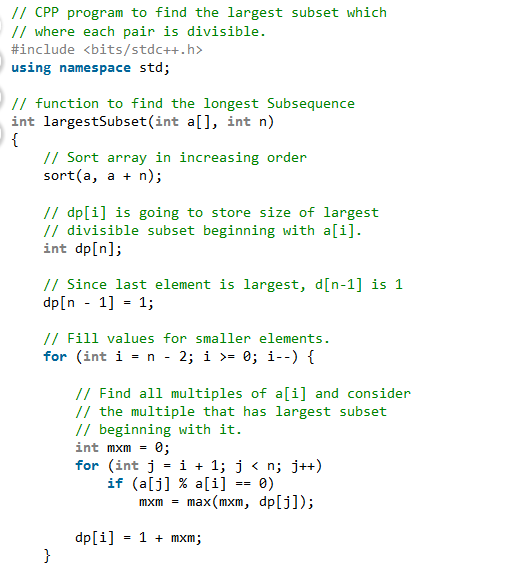 // CPP program to find the largest subset which
// where each pair is divisible.
#include <bits/stdc++.h>
using namespace std;

// function to find the longest Subsequence
int largestSubset(int a[], int n)
{
    // Sort array in increasing order
    sort(a, a + n);

    // dp[i] is going to store size of largest
    // divisible subset beginning with a[i].
    int dp[n];

    // Since last element is largest, d[n-1] is 1
    dp[n - 1] = 1;

    // Fill values for smaller elements.
    for (int i = n - 2; i >= 0; i--) {

        // Find all multiples of a[i] and consider
        // the multiple that has largest subset
        // beginning with it.
        int mxm = 0;
        for (int j = i + 1; j < n; j++)
            if (a[j] % a[i] == 0)
                mxm = max(mxm, dp[j]);

        dp[i] = 1 + mxm;
    }